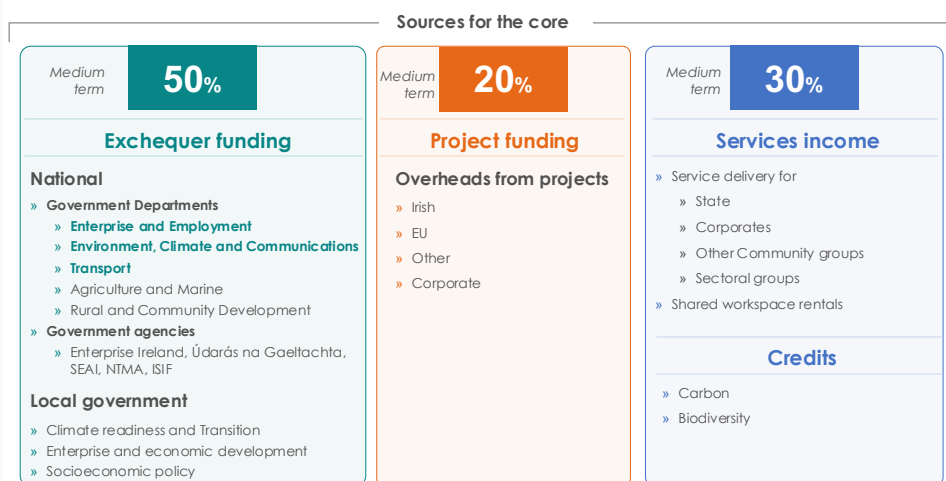 Sources for the core
Medium
term
50%
Exchequer funding
National
» Government Departments
» Enterprise and Employment
» Environment, Climate and Communications
» Transport
» Agriculture and Marine
» Rural and Community Development
» Government agencies
» Enterprise Ireland, Údarás na Gaeltachta,
SEAI, NTMA, ISIF
Local government
» Climate readiness and Transition
» Enterprise and economic development
» Socioeconomic policy
Medium
term
20%
Project funding
Overheads from projects
» Irish
» EU
» Other
» Corporate
Medium
term
30%
Services income
» Service delivery for
» State
» Corporates
» Other Community groups
» Sectoral groups
» Shared workspace rentals
Credits
» Carbon
» Biodiversity